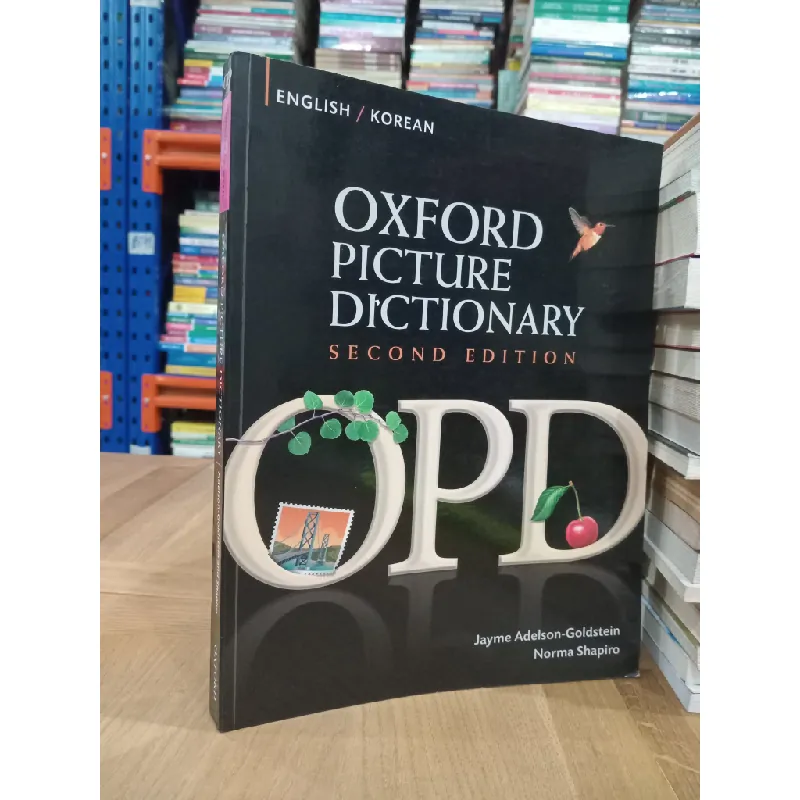 ENGLISH / KOREAN
OXFORD
PICTURE
DICTIONARY
SECOND EDITION
OPD
Jayme Adelson-Goldstein
Norma Shapiro